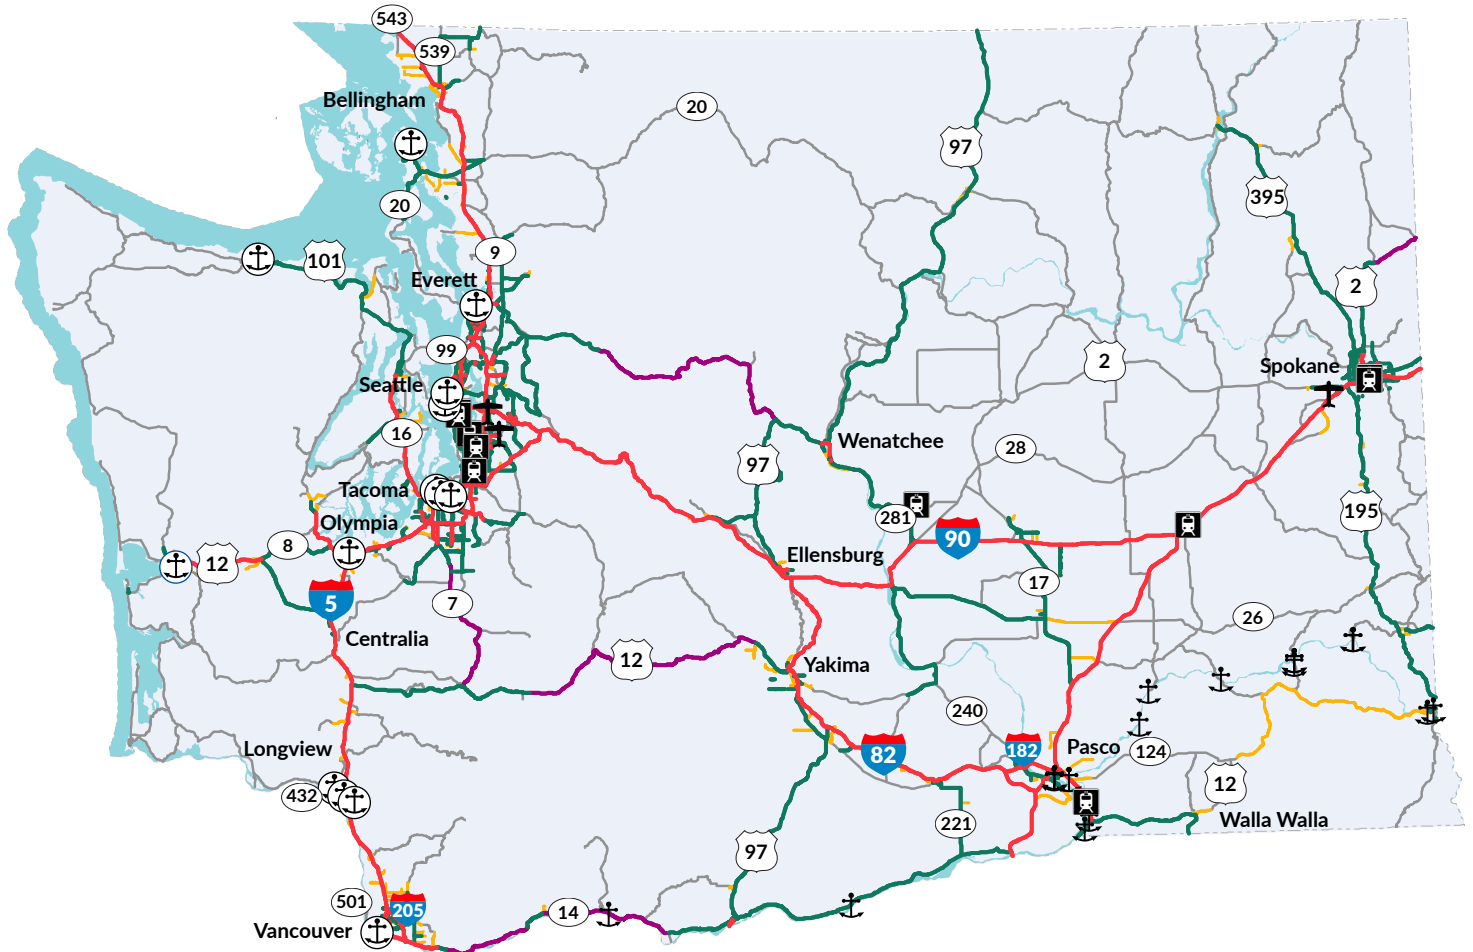 543
539
Bellingham
20
97
20
395
9
101
Everett
2
99
2
Seattle
Spokane
16
Wenatchee
28
97
Tacoma
281
195
Olympia
90
8
Ellensburg
12
17
5
7
26
Centralia
12
Yakima
240
Longview
82
182
Pasco
124
432
12
221
Walla Walla
97
501
205
14
Vancouver